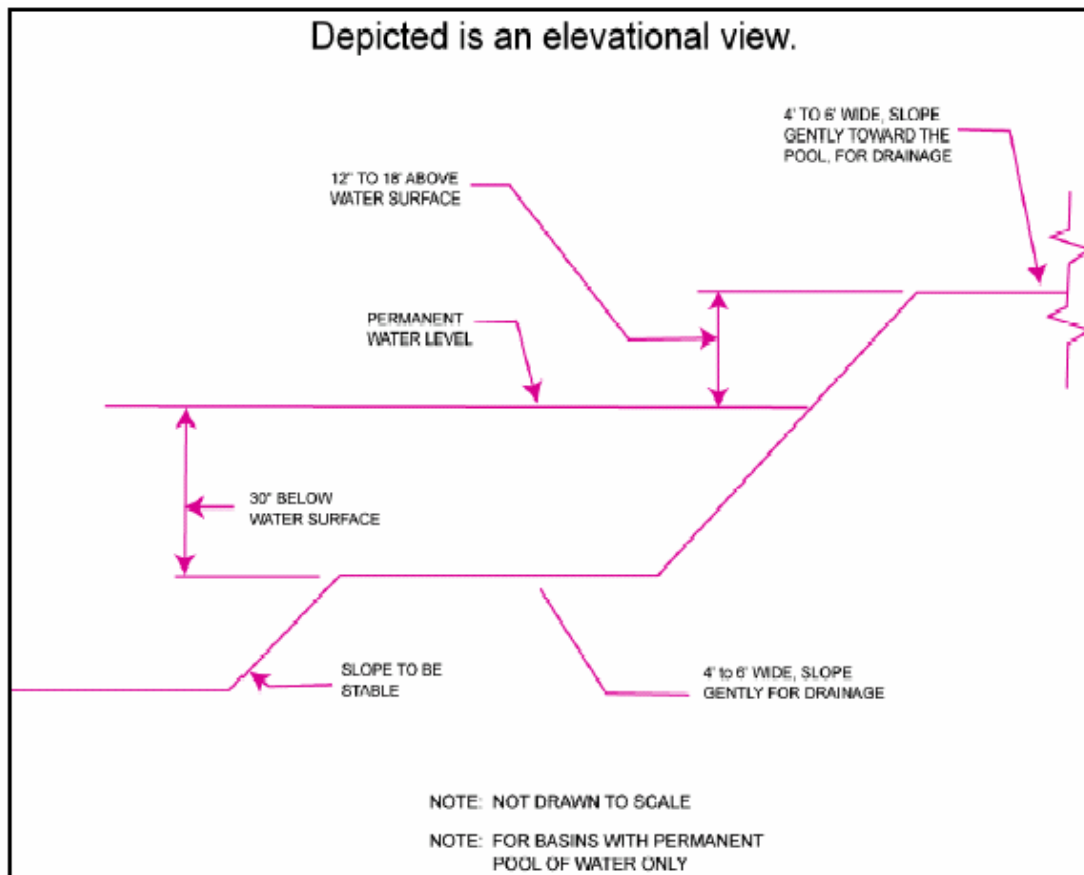 Depicted is an elevational view.
4' TO 6' WIDE, SLOPE
GENTLY TOWARD THE
POOL, FOR DRAINAGE
12" TO 18' ABOVE
WATER SURFACE
PERMANENT
WATER LEVEL
30" BELOW
WATER SURFACE
SLOPE TO BE
STABLE
4' to 6' WIDE, SLOPE
GENTLY FOR DRAINAGE
NOTE: NOT DRAWN TO SCALE
NOTE: FOR BASINS WITH PERMANENT
POOL OF WATER ONLY